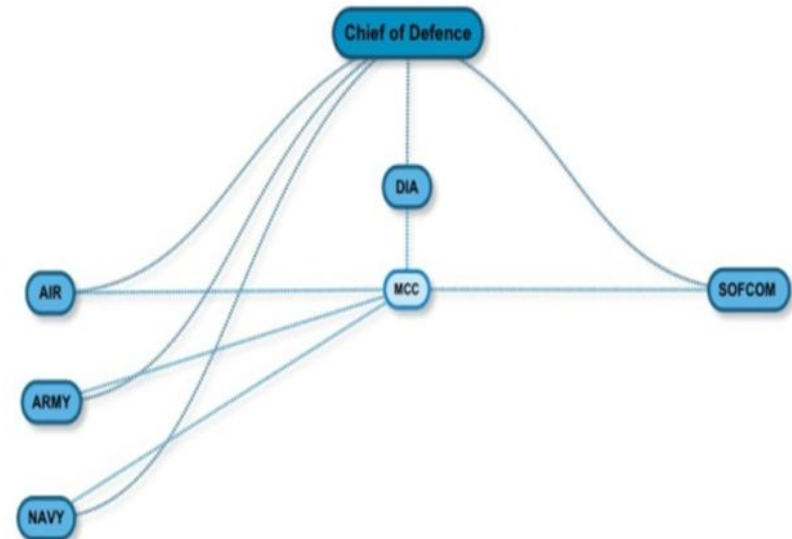 Chief of Defence
DIA
AIR
MCC
SOFCOM
ARMY
NAVY